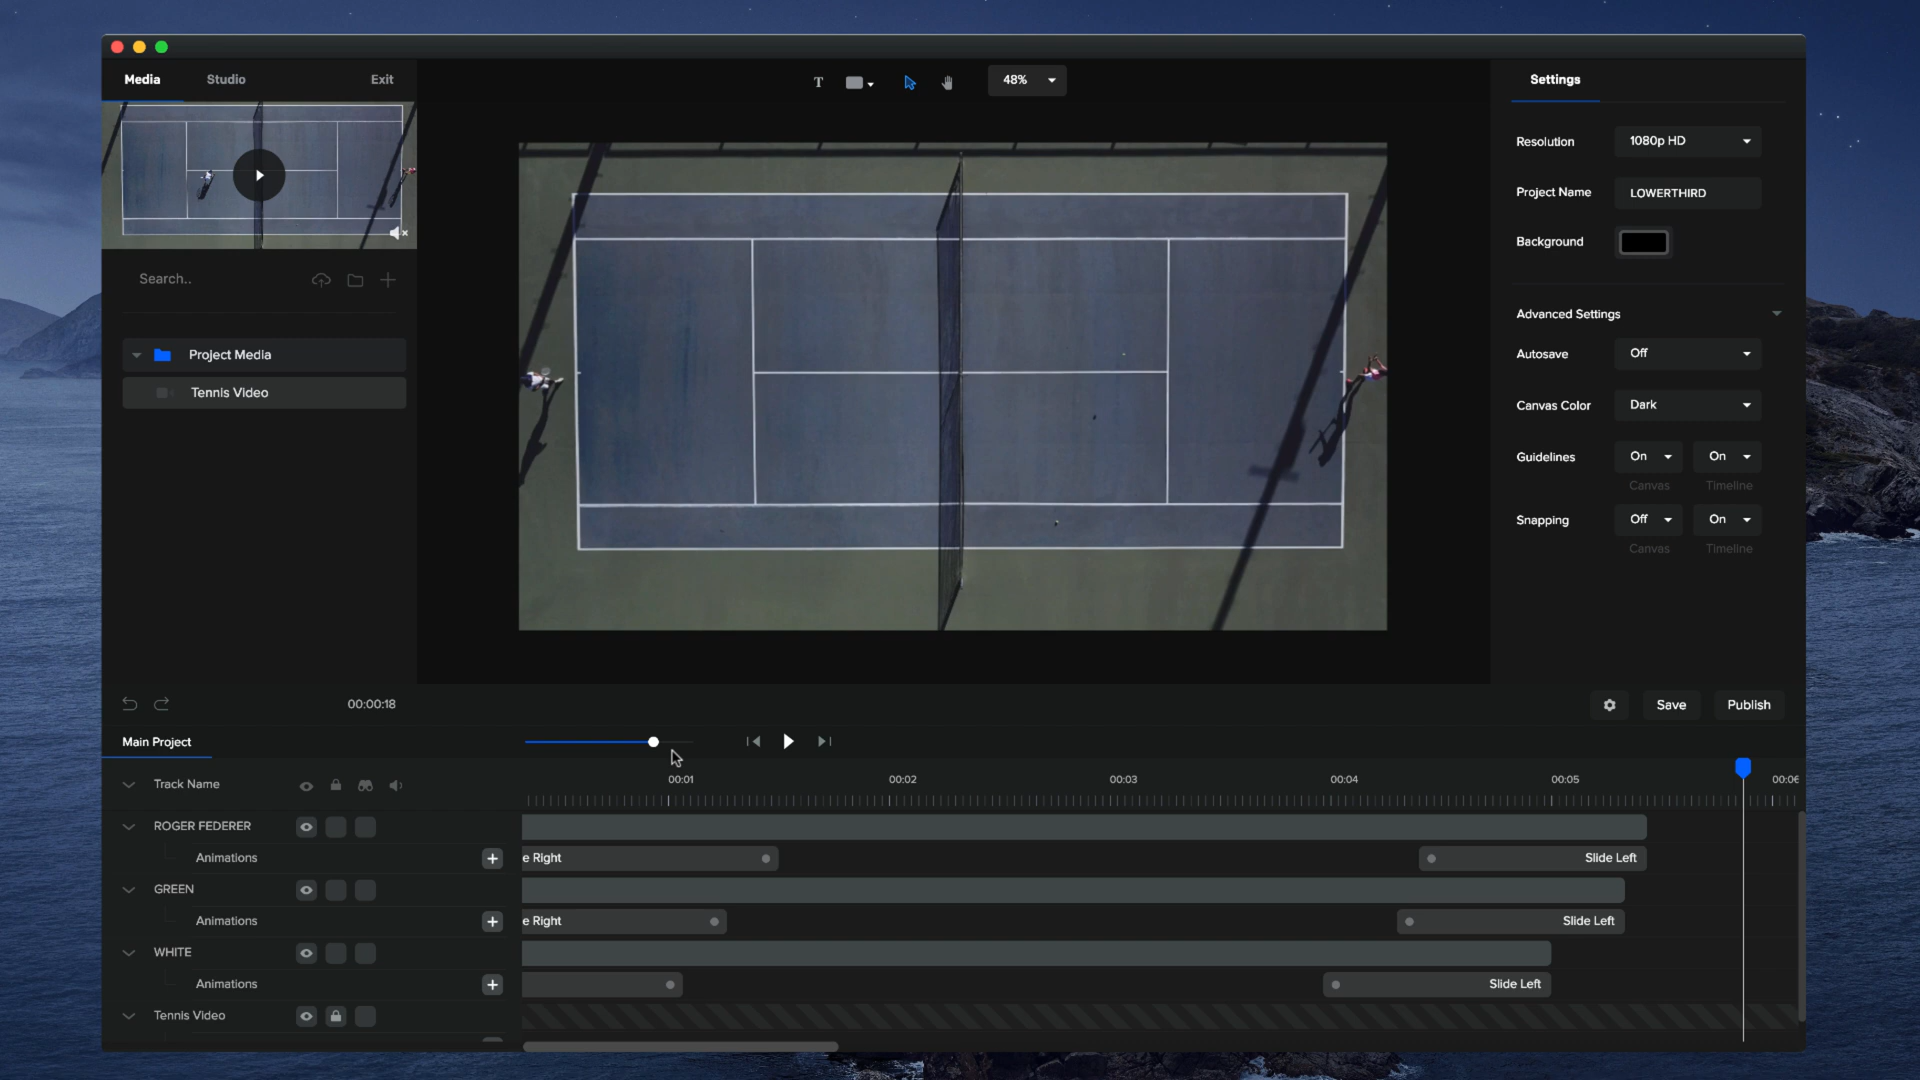 Media Studio Exit
T 48%
Settings
Resolution 1080p HD
Project Name LOWERTHIRD
Background
Search..
Advanced Settings
Project Media
Autosave Off
Tennis Video
Canvas Color Dark
Guidelines On On
Canvas Timeline
Snapping Off On
Canvas Timeline
00:00:18
Save Publish
Main Project
Track Name
00:01 00:02 00:03 00:04 00:05 00:06
ROGER FEDERER
Animations
e Right Slide Left
GREEN
Animations
e Right Slide Left
WHITE
Animations
Slide Left
Tennis Video